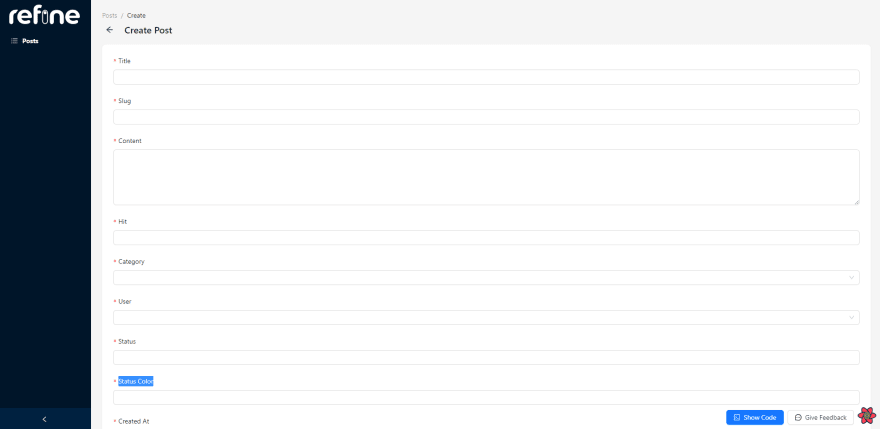 refine
Posts
Posts / Create
Create Post
* Title
* Slug
* Content
* Hit
* Category
* User
* Status
* Status Color
* Created At
Show Code
Give Feedback